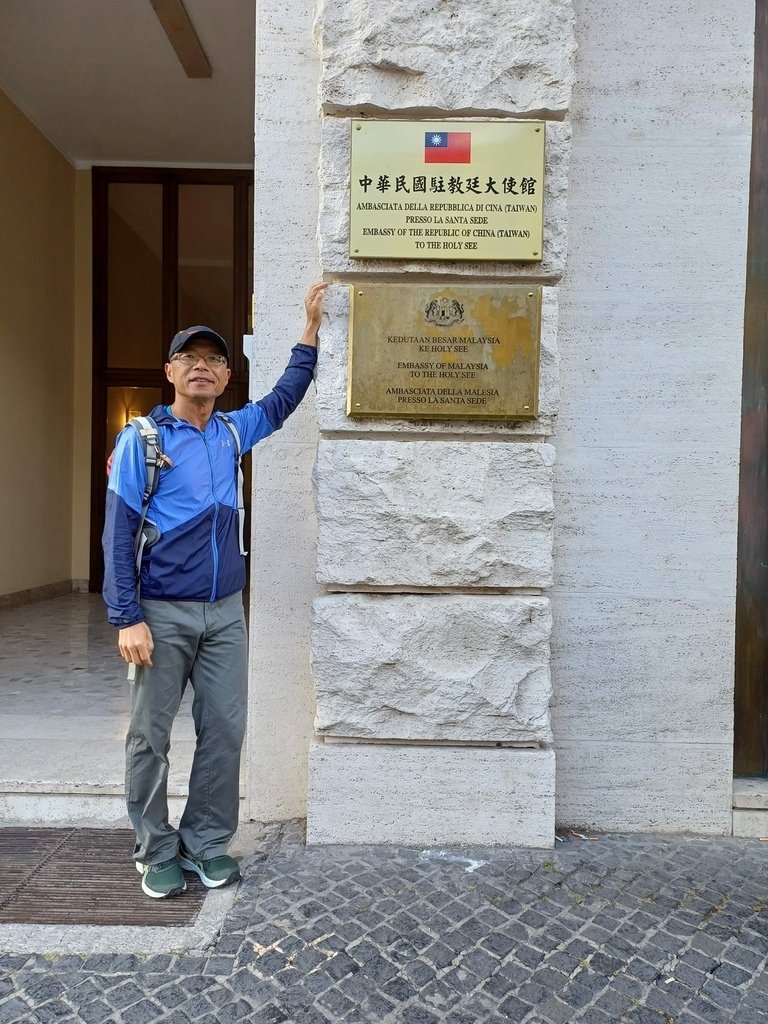 中華民國駐教廷大使館
AMBASCIATA DELLA REPUBBLICA DI CINA (TAIWAN)
PRESSO LA SANTA SEDE
EMBASSY OF THE REPUBLIC OF CHINA (TAIWAN)
TO THE HOLY SEE
KEDUTAAN BESAR MALAYSIA
KE HOLY SEE
EMBASSY OF MALAYSIA
TO THE HOLY SEE
AMBASCIATA DELLA MALESIA
PRESSO LA SANTA SEDE